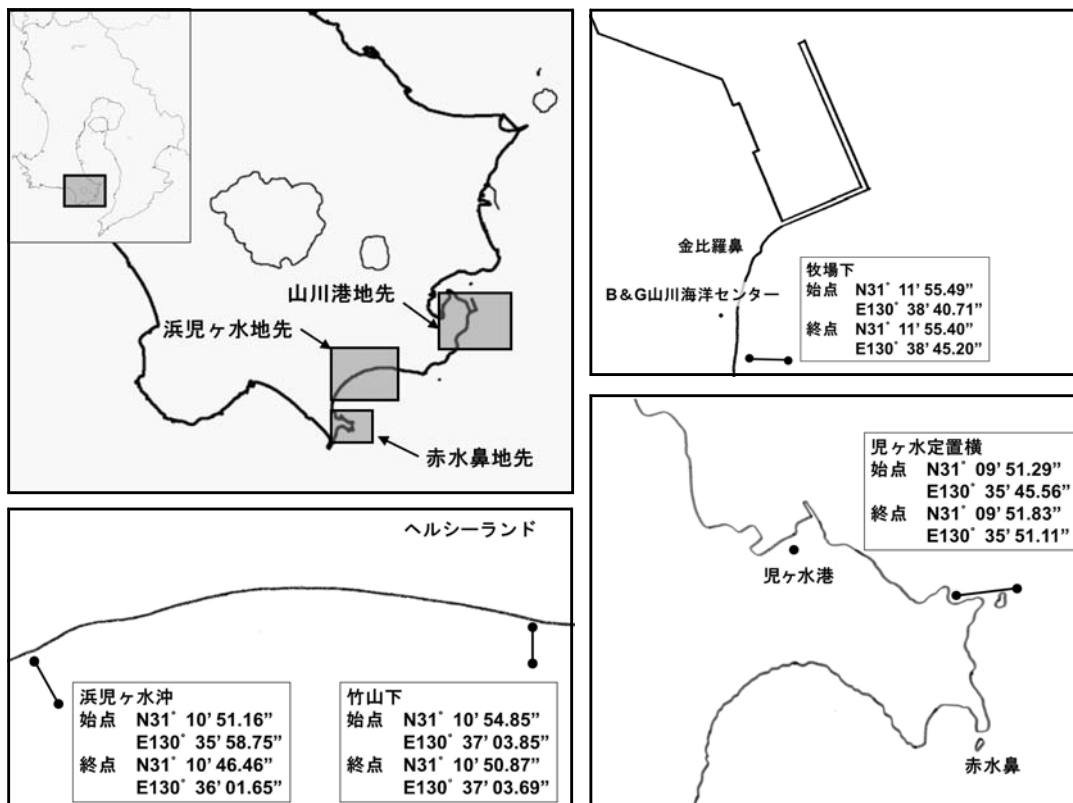 山川港地先
浜児ヶ水地先
赤水鼻地先
金比羅鼻
B&G山川海洋センター
牧場下
始点 N31° 11’ 55.49”
E130° 38’ 40.71”
終点 N31° 11’ 55.40”
E130° 38’ 45.20”
ヘルシーランド
浜児ヶ水沖
始点 N31° 10’ 51.16”
E130° 35’ 58.75”
終点 N31° 10’ 46.46”
E130° 36’ 01.65”
竹山下
始点 N31° 10’ 54.85”
E130° 37’ 03.85”
終点 N31° 10’ 50.87”
E130° 37’ 03.69”
児ヶ水定置横
始点 N31° 09’ 51.29”
E130° 35’ 45.56”
終点 N31° 09’ 51.83”
E130° 35’ 51.11”
児ヶ水港
赤水鼻